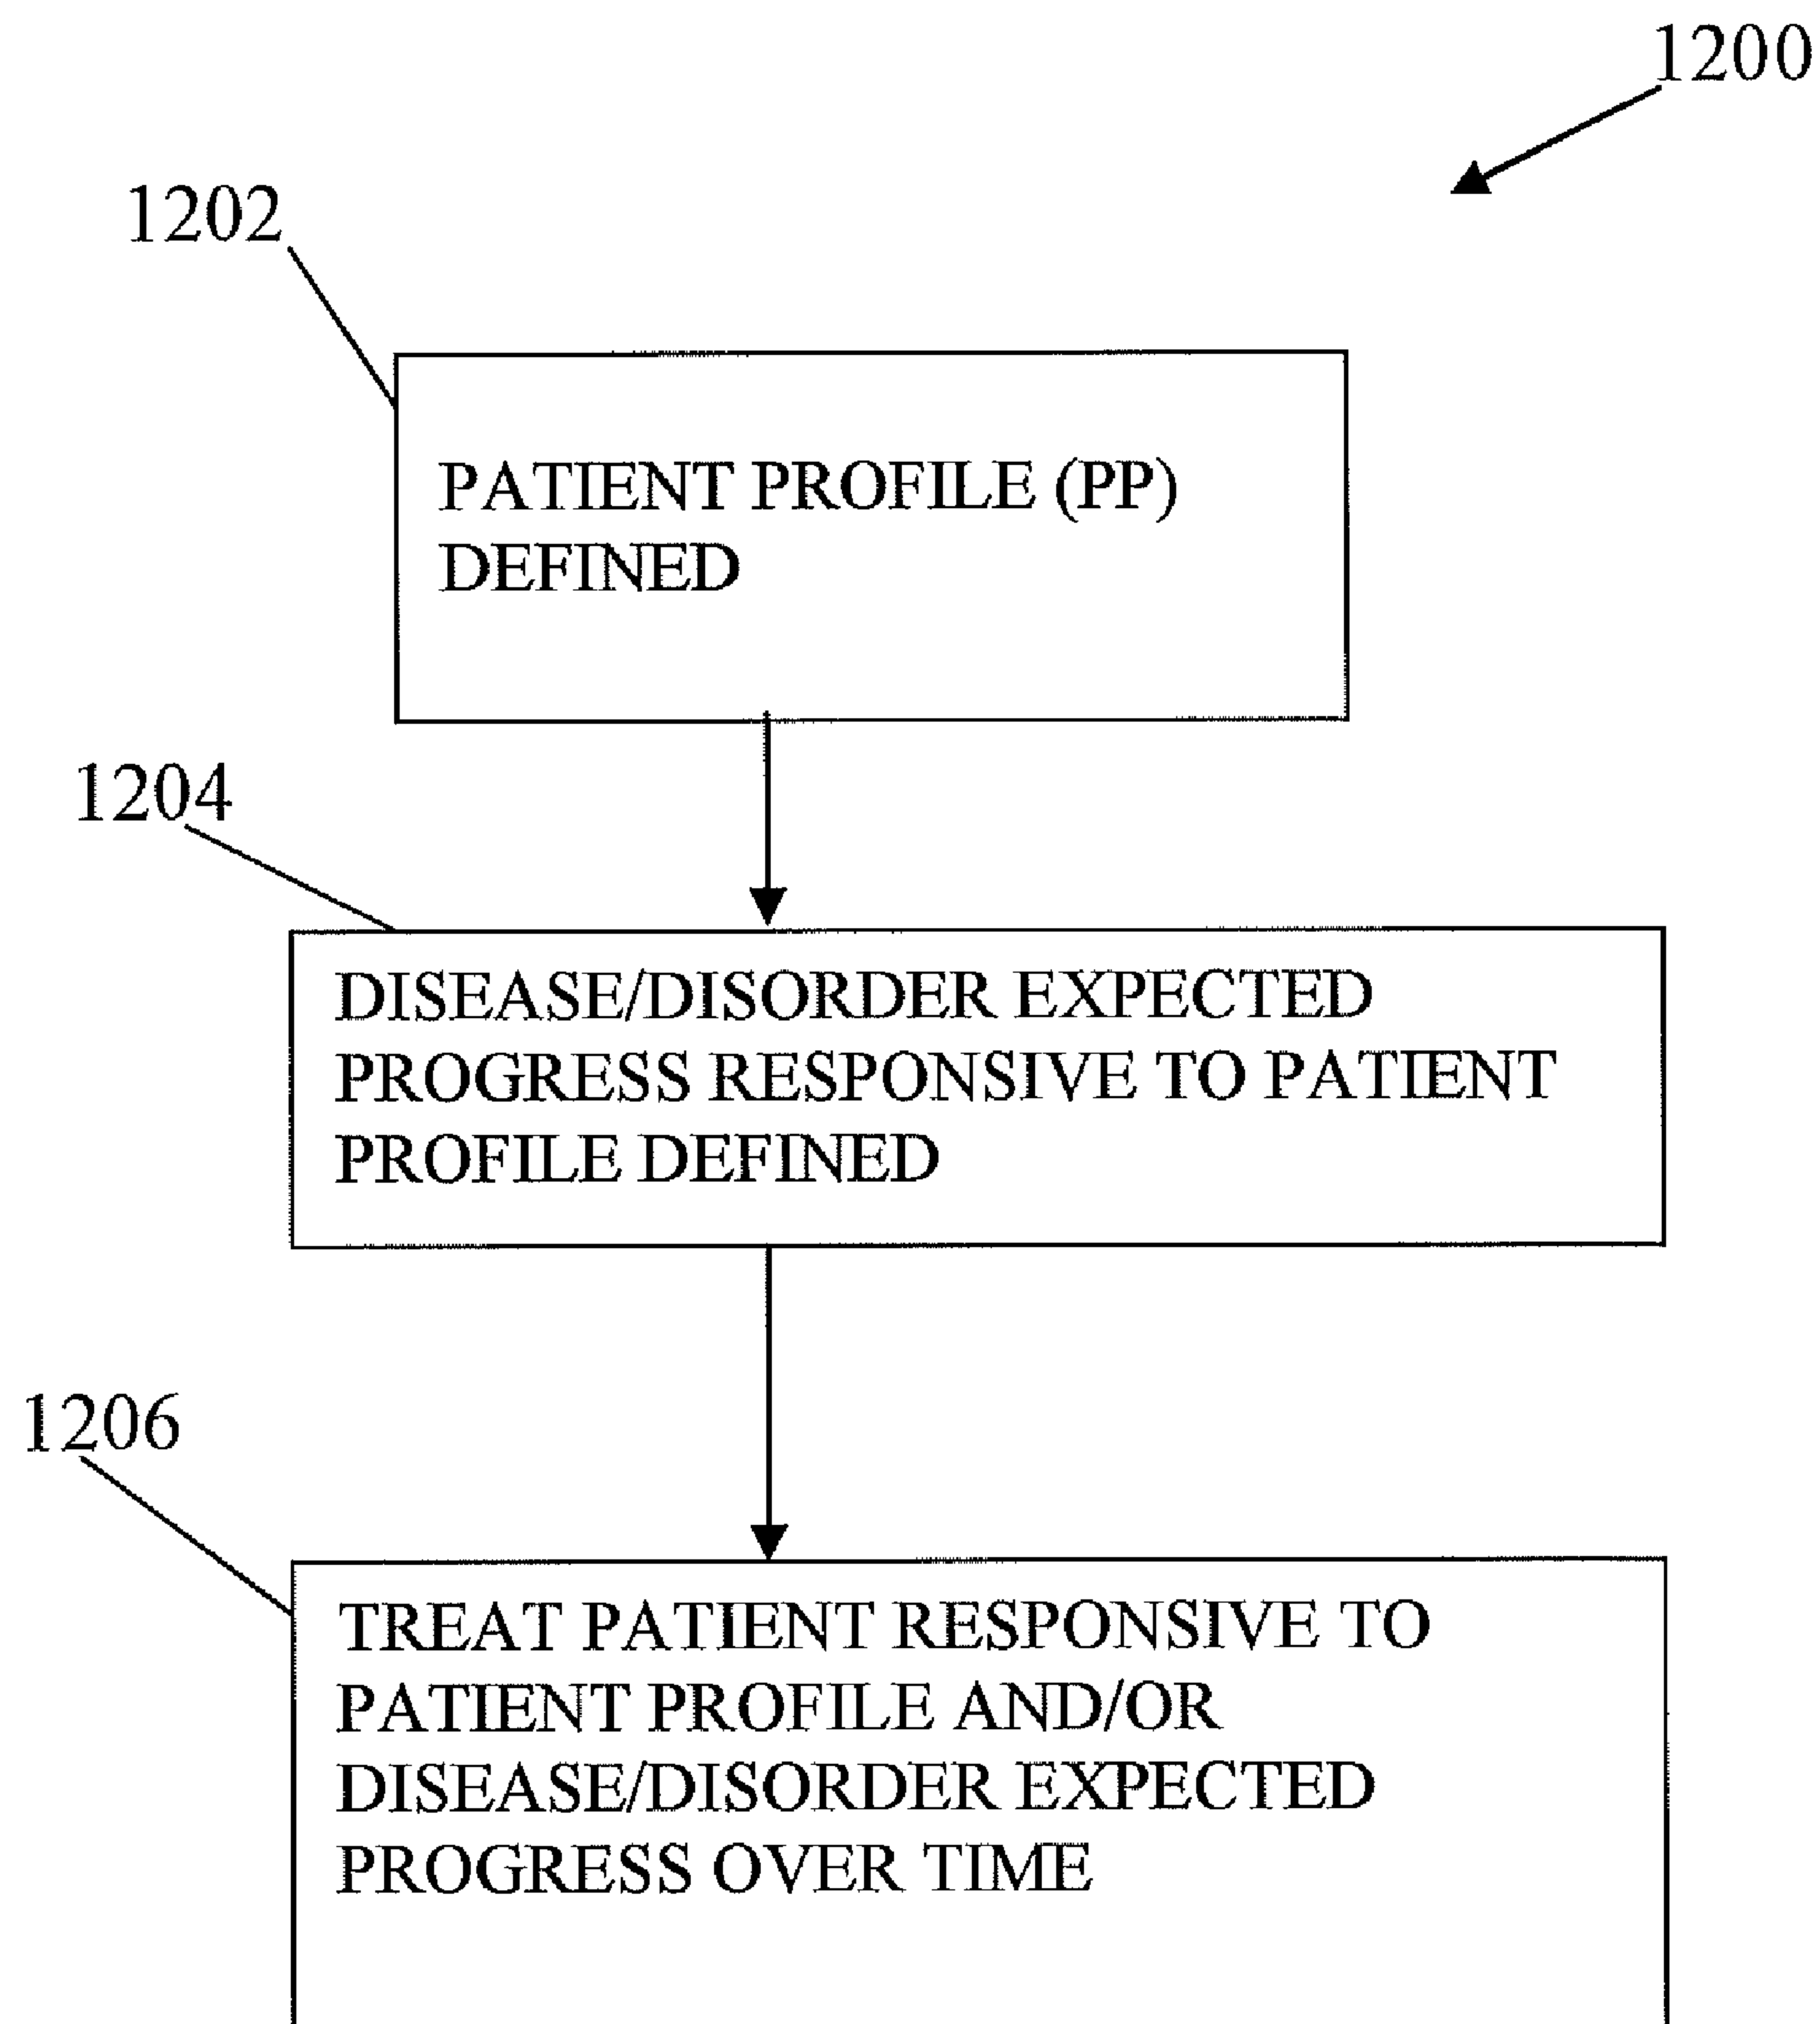 1200
1202
PATIENT PROFILE (PP)
DEFINED
1204
DISEASE/DISORDER EXPECTED
PROGRESS RESPONSIVE TO PATIENT
PROFILE DEFINED
1206
TREAT PATIENT RESPONSIVE TO
PATIENT PROFILE AND/OR
DISEASE/DISORDER EXPECTED
PROGRESS OVER TIME